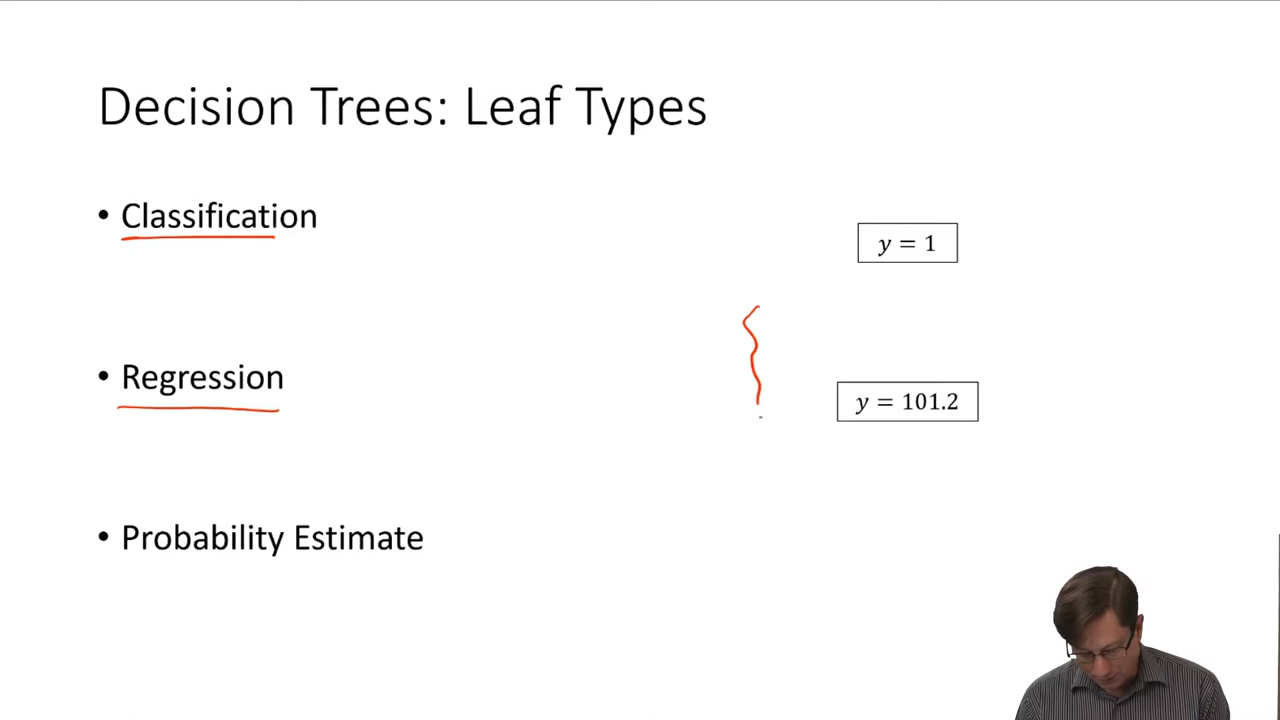 Decision Trees: Leaf Types
• Classification
y = 1
• Regression
y = 101.2
• Probability Estimate